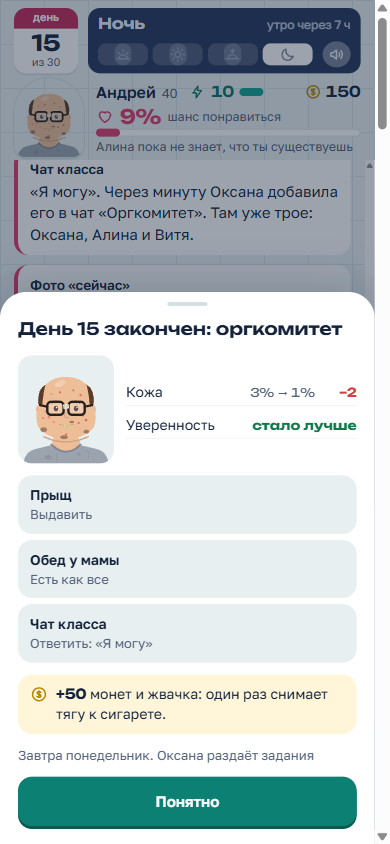 день
15
из 30
Ночь
утро через 7 ч
Андрей 40
10
150
9% шанс понравиться
Алина пока не знает, что ты существуешь
Чат класса
«Я могу». Через минуту Оксана добавила
его в чат «Оргкомитет». Там уже трое:
Оксана, Алина и Витя.
Фото «сейчас»
День 15 закончен: оргкомитет
Кожа 3% → 1% −2
Уверенность стало лучше
Прыщ
Выдавить
Обед у мамы
Есть как все
Чат класса
Ответить: «Я могу»
+50 монет и жвачка: один раз снимает
тягу к сигарете.
Завтра понедельник. Оксана раздаёт задания
Понятно